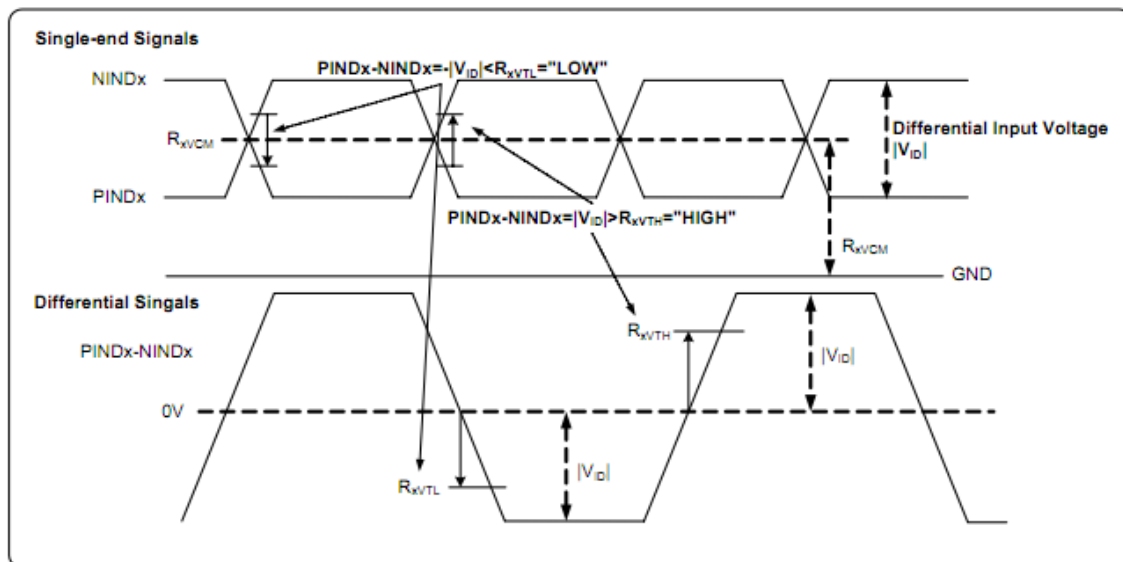 Single-end Signals
NINDx
PINDx-NINDx=-|VID|<RxVTL="LOW"
RxVCM
Differential Input Voltage
|VID|
PINDx
PINDx-NINDx=|VID|>RxVTH="HIGH"
RxVCM
GND
Differential Singals
PINDx-NINDx
RxVTH
|VID|
0V
RxVTL
|VID|